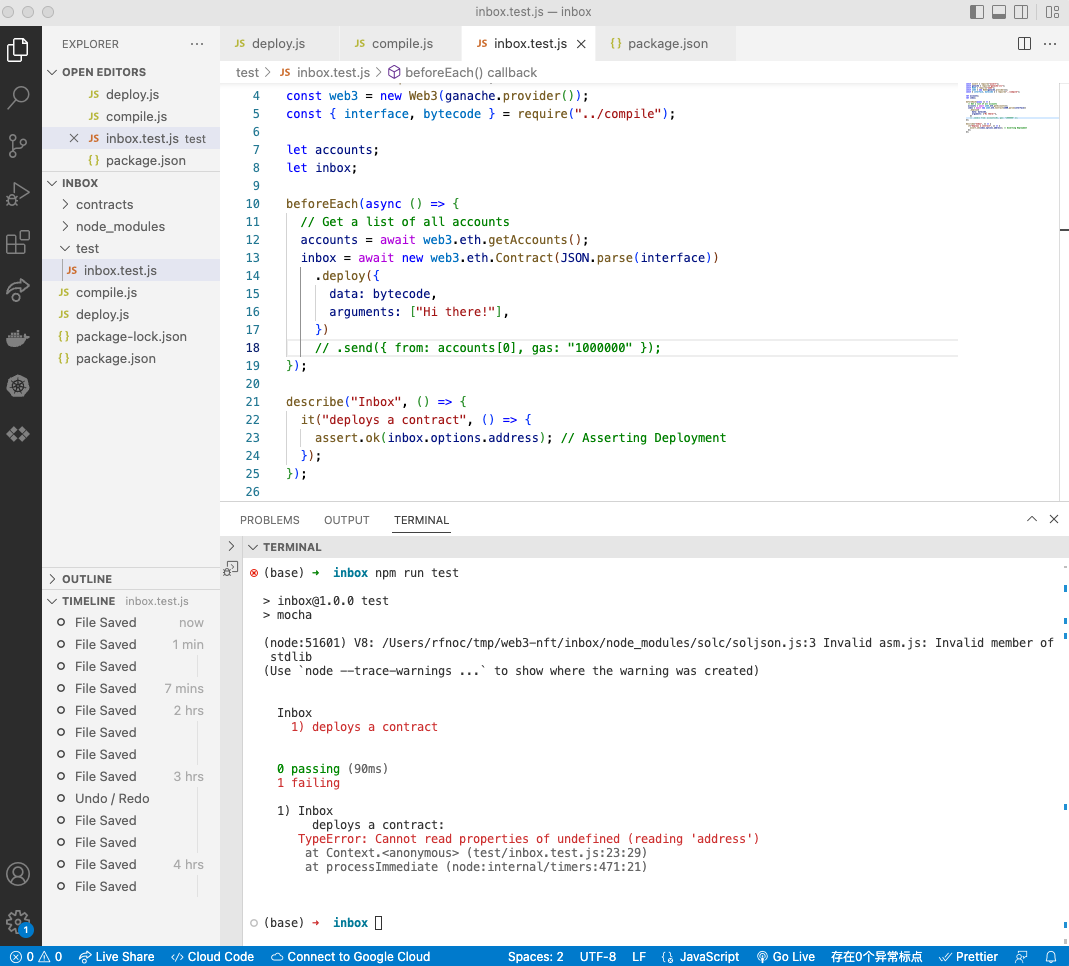 inbox.test.js — inbox
EXPLORER
OPEN EDITORS
JS deploy.js
JS compile.js
JS inbox.test.js test
{} package.json
INBOX
contracts
node_modules
test
JS inbox.test.js
JS compile.js
JS deploy.js
{} package-lock.json
{} package.json
OUTLINE
TIMELINE inbox.test.js
File Saved now
File Saved 1 min
File Saved
File Saved 7 mins
File Saved 2 hrs
File Saved
File Saved
File Saved 3 hrs
Undo / Redo
File Saved
File Saved
File Saved 4 hrs
File Saved
1
JS deploy.js
JS compile.js
JS inbox.test.js
{} package.json
test > JS inbox.test.js > beforeEach() callback
4 const web3 = new Web3(ganache.provider());
5 const { interface, bytecode } = require("../compile");
6
7 let accounts;
8 let inbox;
9
10 beforeEach(async () => {
11 // Get a list of all accounts
12 accounts = await web3.eth.getAccounts();
13 inbox = await new web3.eth.Contract(JSON.parse(interface))
14 .deploy({
15 data: bytecode,
16 arguments: ["Hi there!"],
17 })
18 // .send({ from: accounts[0], gas: "1000000" });
19 });
20
21 describe("Inbox", () => {
22 it("deploys a contract", () => {
23 assert.ok(inbox.options.address); // Asserting Deployment
24 });
25 });
26
PROBLEMS OUTPUT TERMINAL
TERMINAL
(base) ➜ inbox npm run test
> inbox@1.0.0 test
> mocha
(node:51601) V8: /Users/rfnoc/tmp/web3-nft/inbox/node_modules/solc/soljson.js:3 Invalid asm.js: Invalid member of
stdlib
(Use `node --trace-warnings ...` to show where the warning was created)
Inbox
1) deploys a contract
0 passing (90ms)
1 failing
1) Inbox
deploys a contract:
TypeError: Cannot read properties of undefined (reading 'address')
at Context.<anonymous> (test/inbox.test.js:23:29)
at processImmediate (node:internal/timers:471:21)
(base) ➜ inbox
0 0 Live Share Cloud Code Connect to Google Cloud Spaces: 2 UTF-8 LF {} JavaScript Go Live 存在0个异常标点 Prettier